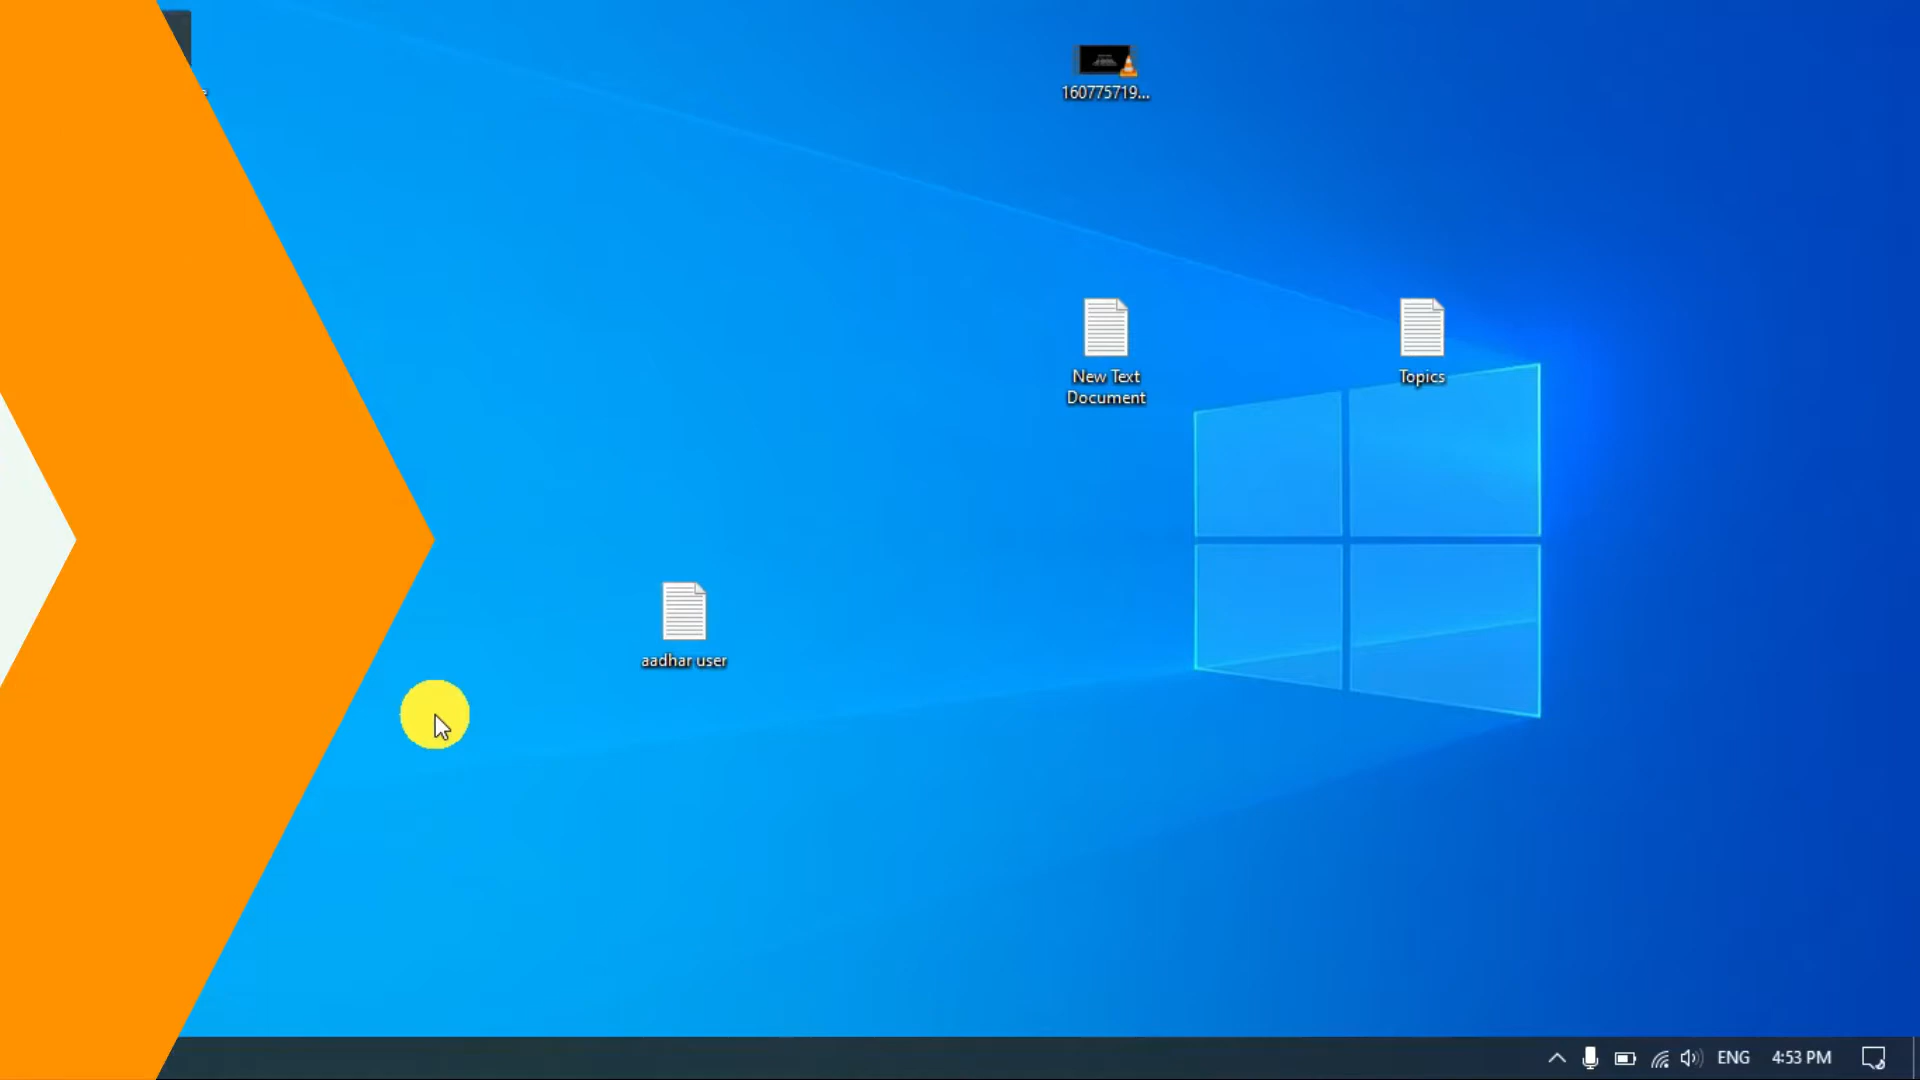 160775719...
New Text
Document
Topics
aadhar user
ENG
4:53 PM